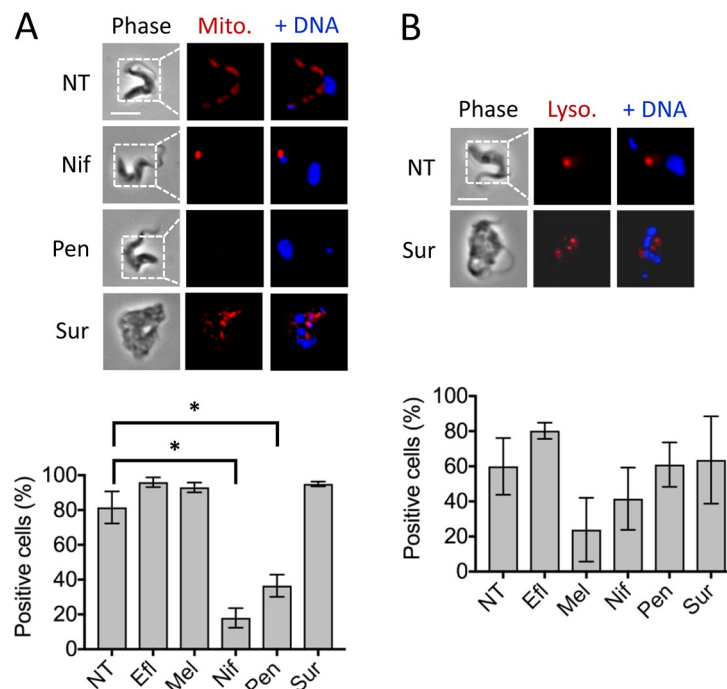 A
Phase Mito. + DNA
NT
Nif
Pen
Sur
* 
*
Positive cells (%)
100
80
60
40
20
0
NT Efl Mel Nif Pen Sur
B
Phase Lyso. + DNA
NT
Sur
Positive cells (%)
100
80
60
40
20
0
NT Efl Mel Nif Pen Sur